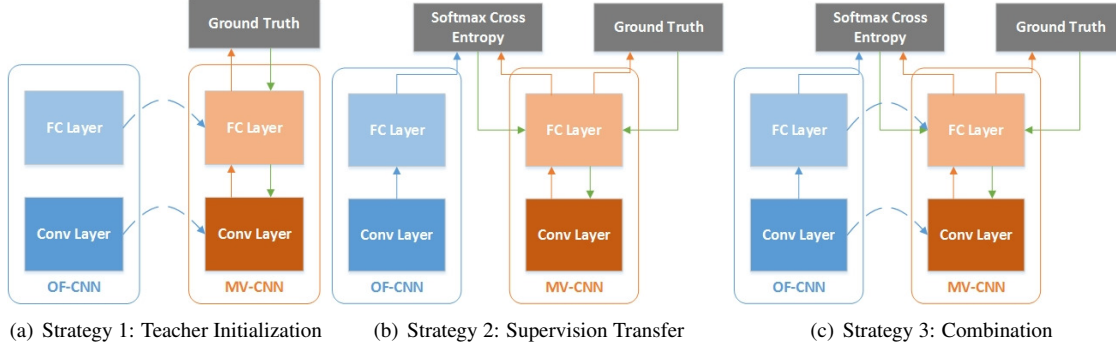 Ground Truth
FC Layer
FC Layer
Conv Layer
Conv Layer
OF-CNN
MV-CNN
(a) Strategy 1: Teacher Initialization
Softmax Cross
Entropy
Ground Truth
FC Layer
FC Layer
Conv Layer
Conv Layer
OF-CNN
MV-CNN
(b) Strategy 2: Supervision Transfer
Softmax Cross
Entropy
Ground Truth
FC Layer
FC Layer
Conv Layer
Conv Layer
OF-CNN
MV-CNN
(c) Strategy 3: Combination